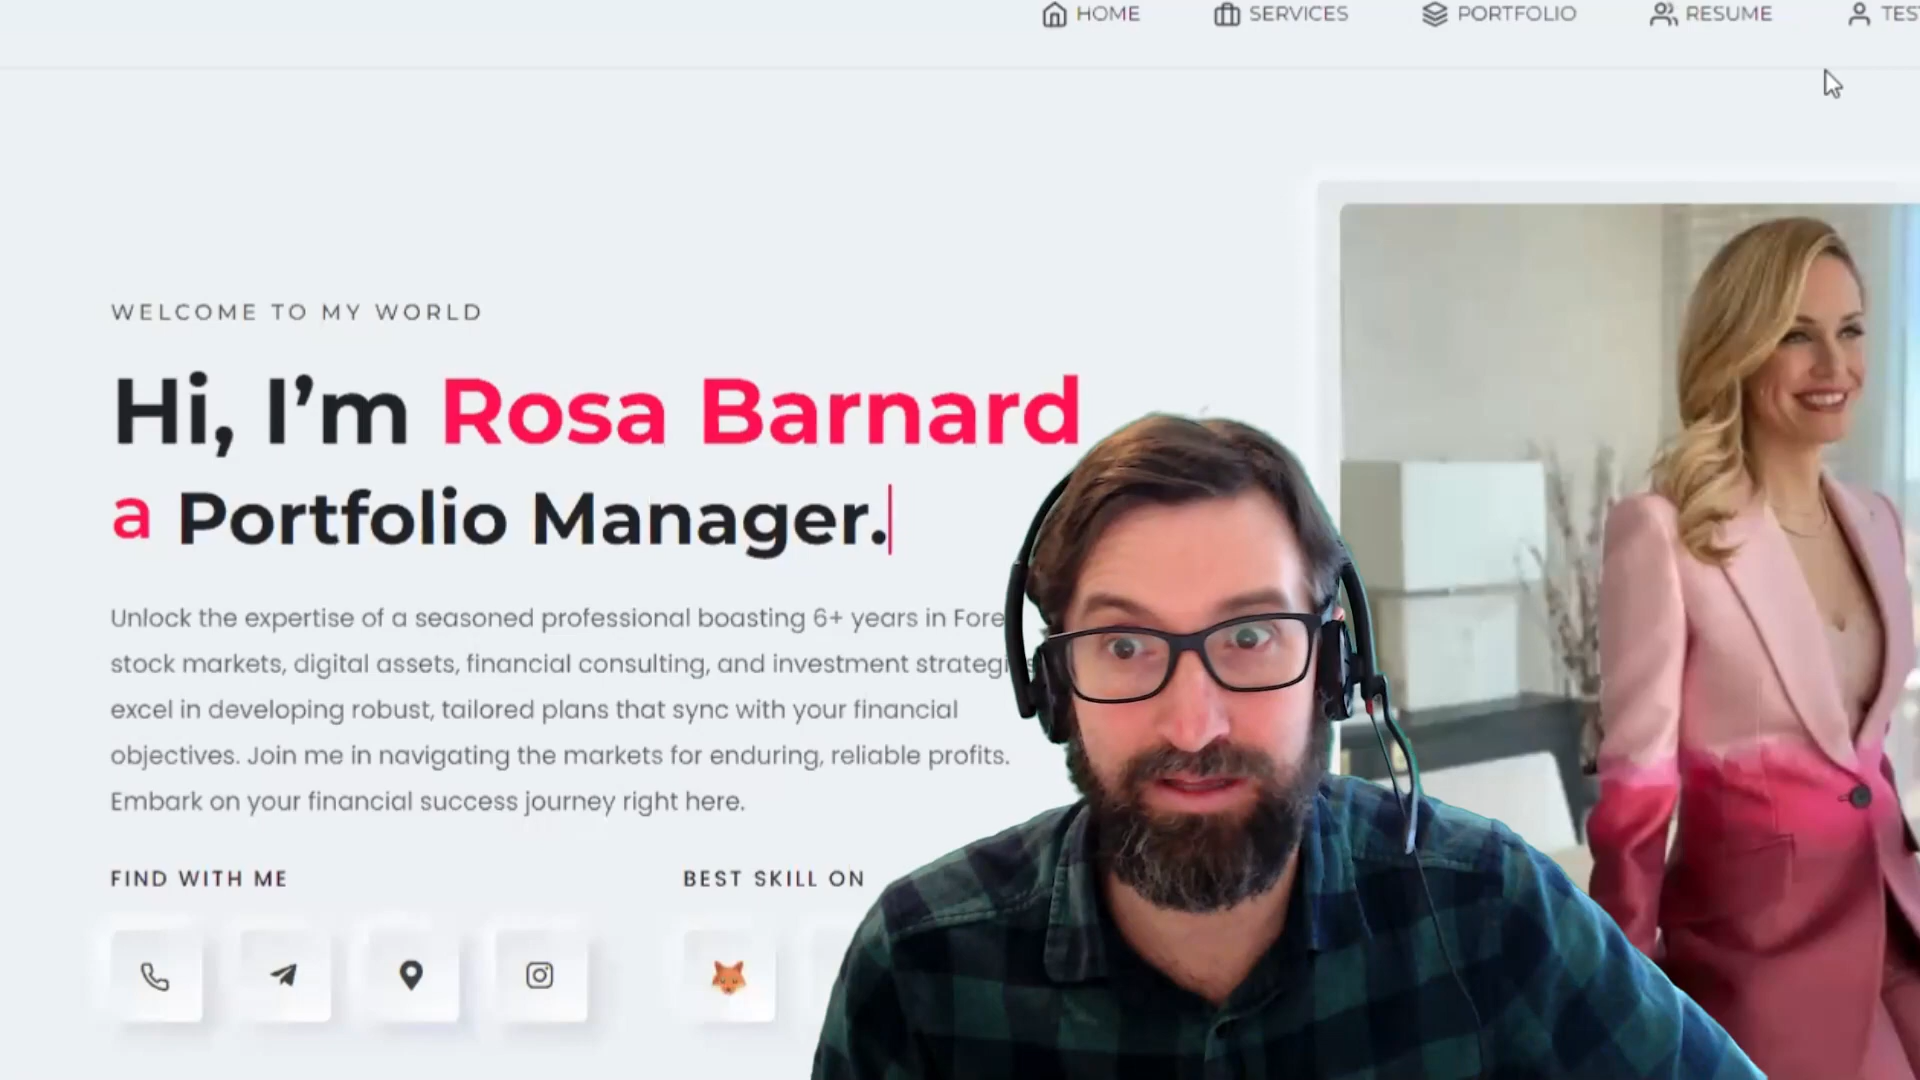 HOME SERVICES PORTFOLIO RESUME
WELCOME TO MY WORLD
Hi, I’m Rosa Barnard
a Portfolio Manager.
Unlock the expertise of a seasoned professional boasting 6+ years in
stock markets, digital assets, financial consulting, and investment
excel in developing robust, tailored plans that sync with your financial
objectives. Join me in navigating the markets for enduring, reliable profits.
Embark on your financial success journey right here.
FIND WITH ME
BEST SKILL ON